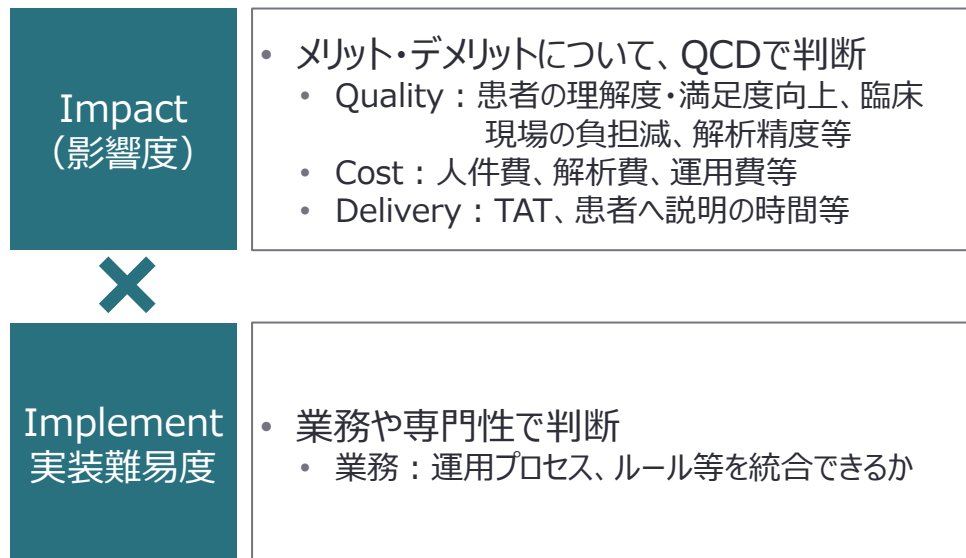 Impact
（影響度）
• メリット・デメリットについて、QCDで判断
• Quality：患者の理解度・満足度向上、臨床
現場の負担減、解析精度等
• Cost：人件費、解析費、運用費等
• Delivery：TAT、患者へ説明の時間等
Implement
実装難易度
• 業務や専門性で判断
• 業務：運用プロセス、ルール等を統合できるか